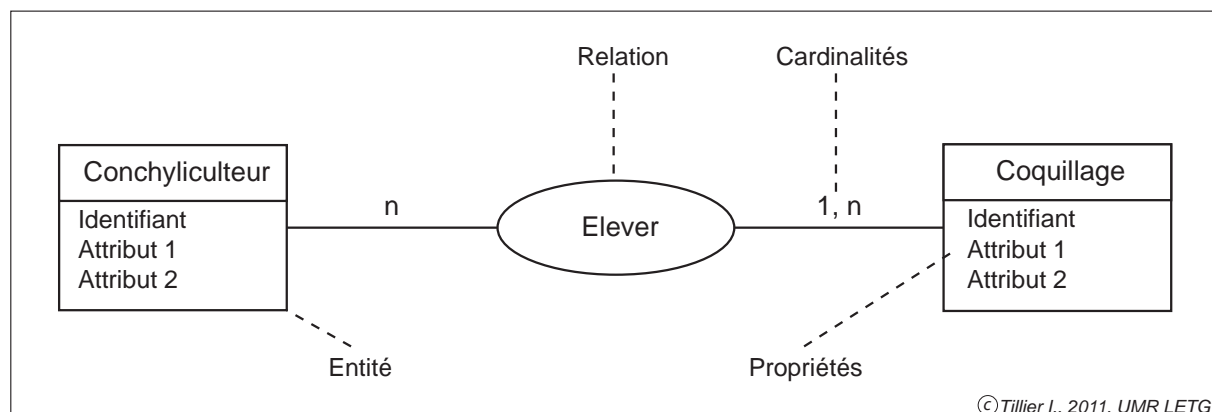 Relation
Cardinalités
Conchyliculteur
Identifiant
Attribut 1
Attribut 2
n
Elever
1, n
Coquillage
Identifiant
Attribut 1
Attribut 2
Entité
Propriétés
© Tillier I., 2011, UMR LETG